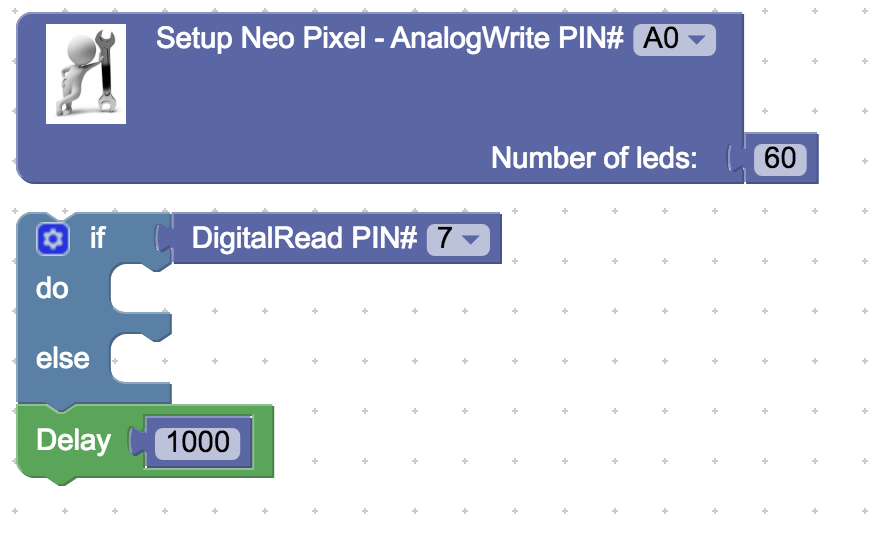 Setup Neo Pixel - AnalogWrite PIN# A0
Number of leds: 60
if DigitalRead PIN# 7
do
else
Delay 1000